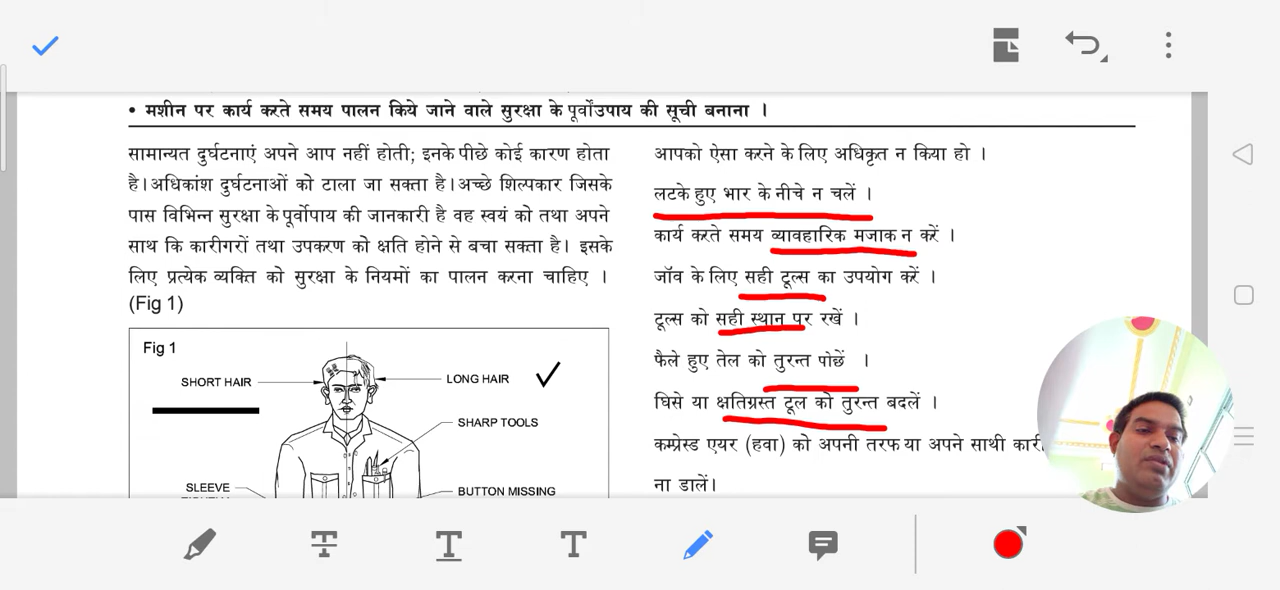 • मशीन पर कार्य करते समय पालन किये जाने वाले सुरक्षा के पूर्वोंउपाय की सूची बनाना ।
सामान्यत दुर्घटनाएं अपने आप नहीं होती; इनके पीछे कोई कारण होता
है। अधिकांश दुर्घटनाओं को टाला जा सक्ता है। अच्छे शिल्पकार जिसके
पास विभिन्न सुरक्षा के पूर्वोपाय की जानकारी है वह स्वयं को तथा अपने
साथ कि कारीगरों तथा उपकरण को क्षति होने से बचा सक्ता है। इसके
लिए प्रत्येक व्यक्ति को सुरक्षा के नियमों का पालन करना चाहिए ।
(Fig 1)
Fig 1
SHORT HAIR
LONG HAIR
SHARP TOOLS
SLEEVE
BUTTON MISSING
आपको ऐसा करने के लिए अधिकृत न किया हो ।
लटके हुए भार के नीचे न चलें ।
कार्य करते समय व्यावहारिक मजाक न करें ।
जॉव के लिए सही टूल्स का उपयोग करें ।
टूल्स को सही स्थान पर रखें ।
फैले हुए तेल को तुरन्त पोछें ।
घिसे या क्षतिग्रस्त टूल को तुरन्त बदलें ।
कम्प्रेस्ड एयर (हवा) को अपनी तरफ या अपने साथी
ना डालें।
T
T
T